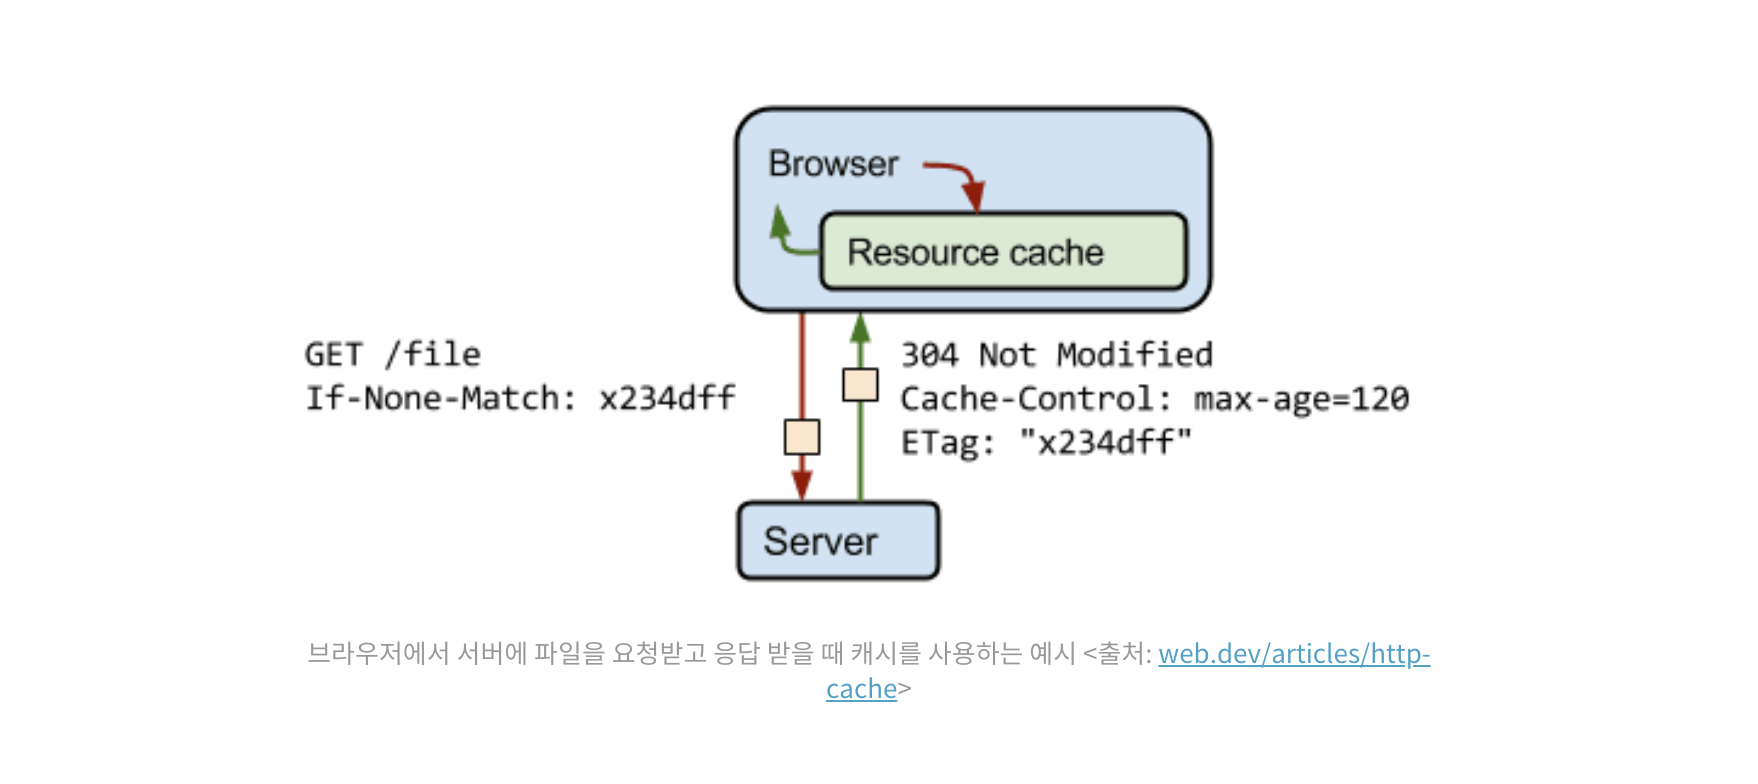 Browser
Resource cache
GET /file
If-None-Match: x234dff
304 Not Modified
Cache-Control: max-age=120
ETag: "x234dff"
Server
브라우저에서 서버에 파일을 요청받고 응답 받을 때 캐시를 사용하는 예시 <출처: web.dev/articles/http-
cache>